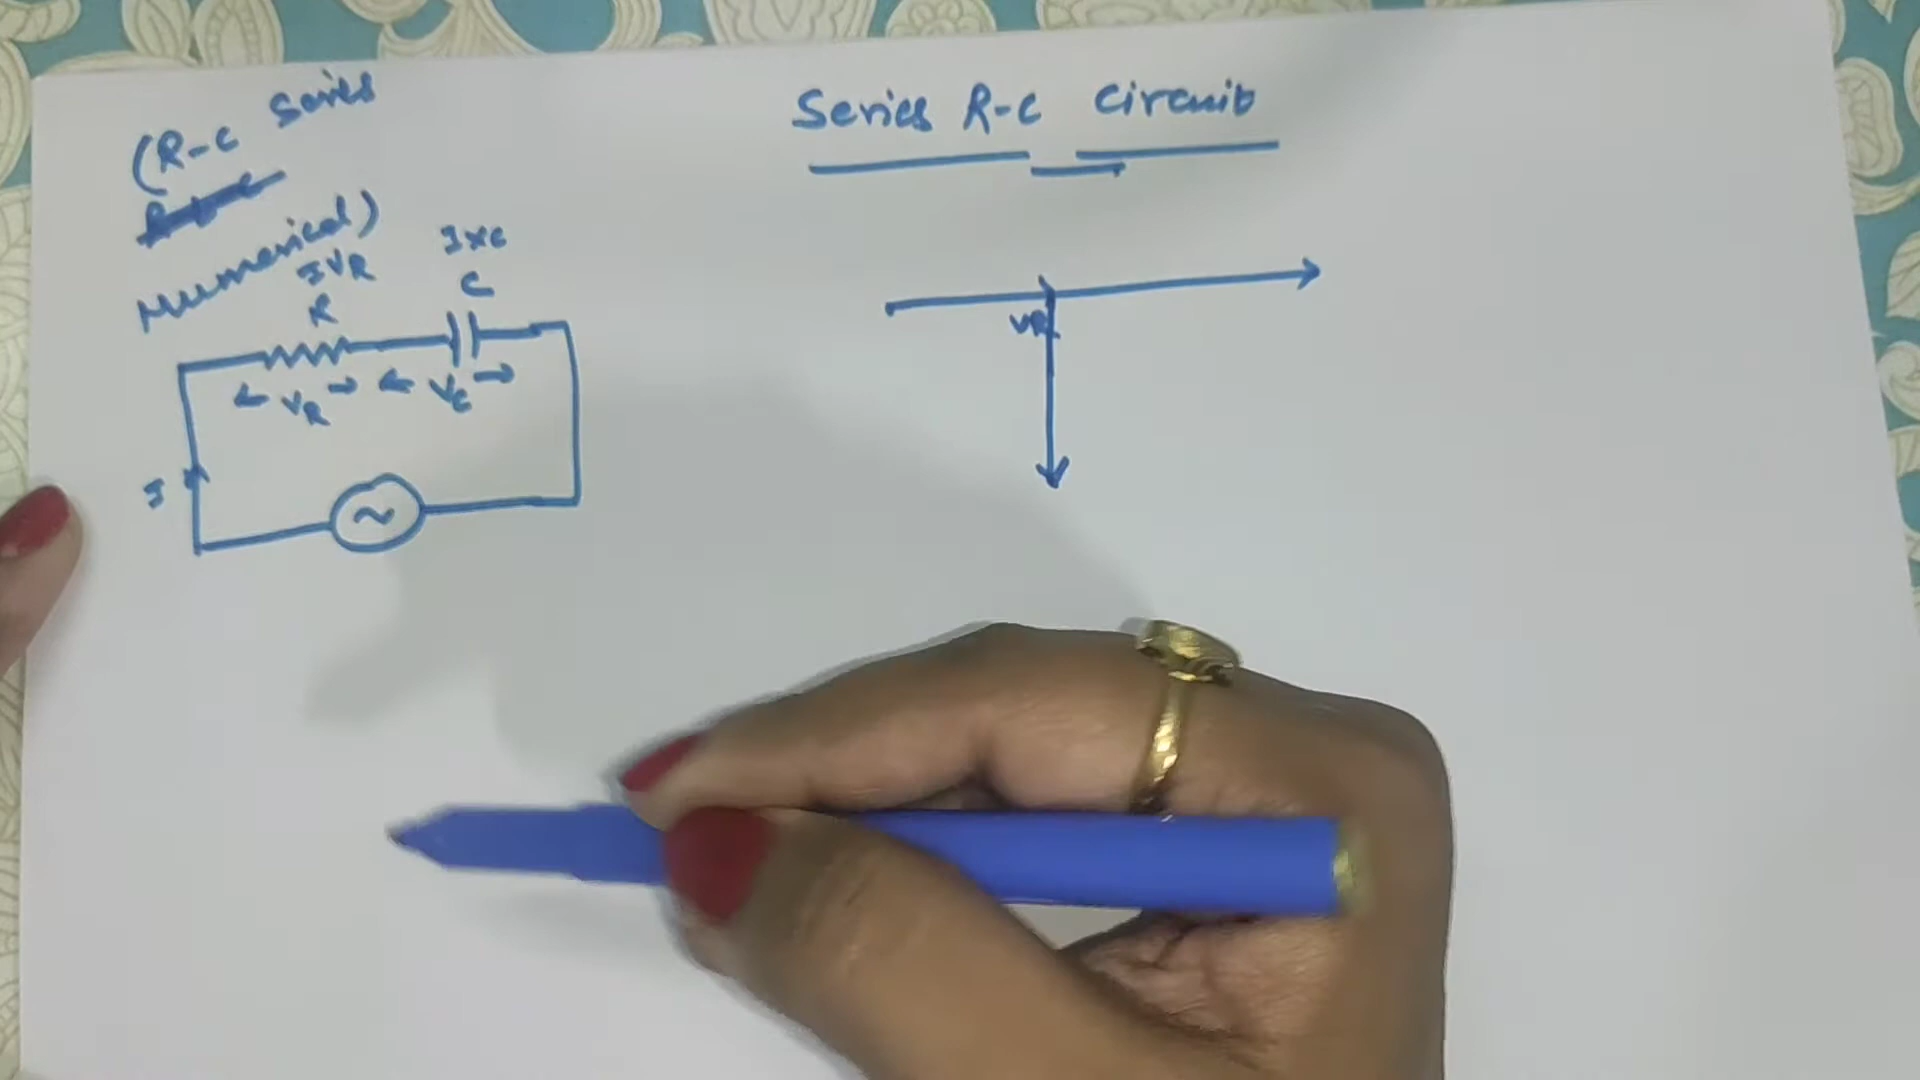 Series R-C Circuit
(R-C Series
Numerical)
IVR
IXC
R
C
VR
VC
I
~
VR